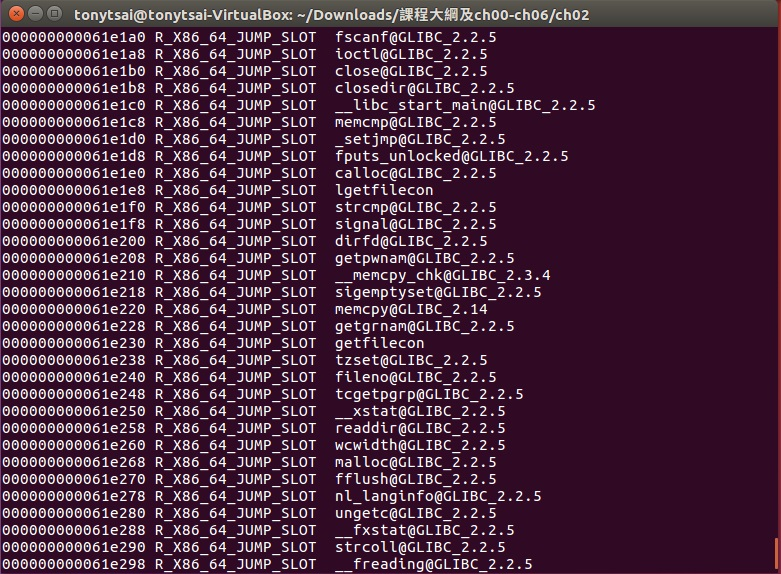 tonytsai@tonytsai-VirtualBox: ~/Downloads/課程大綱及ch00-ch06/ch02
000000000061e1a0 R_X86_64_JUMP_SLOT  fscanf@GLIBC_2.2.5
000000000061e1a8 R_X86_64_JUMP_SLOT  ioctl@GLIBC_2.2.5
000000000061e1b0 R_X86_64_JUMP_SLOT  close@GLIBC_2.2.5
000000000061e1b8 R_X86_64_JUMP_SLOT  closedir@GLIBC_2.2.5
000000000061e1c0 R_X86_64_JUMP_SLOT  __libc_start_main@GLIBC_2.2.5
000000000061e1c8 R_X86_64_JUMP_SLOT  memcmp@GLIBC_2.2.5
000000000061e1d0 R_X86_64_JUMP_SLOT  _setjmp@GLIBC_2.2.5
000000000061e1d8 R_X86_64_JUMP_SLOT  fputs_unlocked@GLIBC_2.2.5
000000000061e1e0 R_X86_64_JUMP_SLOT  calloc@GLIBC_2.2.5
000000000061e1e8 R_X86_64_JUMP_SLOT  lgetfilecon
000000000061e1f0 R_X86_64_JUMP_SLOT  strcmp@GLIBC_2.2.5
000000000061e1f8 R_X86_64_JUMP_SLOT  signal@GLIBC_2.2.5
000000000061e200 R_X86_64_JUMP_SLOT  dirfd@GLIBC_2.2.5
000000000061e208 R_X86_64_JUMP_SLOT  getpwnam@GLIBC_2.2.5
000000000061e210 R_X86_64_JUMP_SLOT  __memcpy_chk@GLIBC_2.3.4
000000000061e218 R_X86_64_JUMP_SLOT  sigemptyset@GLIBC_2.2.5
000000000061e220 R_X86_64_JUMP_SLOT  memcpy@GLIBC_2.14
000000000061e228 R_X86_64_JUMP_SLOT  getgrnam@GLIBC_2.2.5
000000000061e230 R_X86_64_JUMP_SLOT  getfilecon
000000000061e238 R_X86_64_JUMP_SLOT  tzset@GLIBC_2.2.5
000000000061e240 R_X86_64_JUMP_SLOT  fileno@GLIBC_2.2.5
000000000061e248 R_X86_64_JUMP_SLOT  tcgetpgrp@GLIBC_2.2.5
000000000061e250 R_X86_64_JUMP_SLOT  __xstat@GLIBC_2.2.5
000000000061e258 R_X86_64_JUMP_SLOT  readdir@GLIBC_2.2.5
000000000061e260 R_X86_64_JUMP_SLOT  wcwidth@GLIBC_2.2.5
000000000061e268 R_X86_64_JUMP_SLOT  malloc@GLIBC_2.2.5
000000000061e270 R_X86_64_JUMP_SLOT  fflush@GLIBC_2.2.5
000000000061e278 R_X86_64_JUMP_SLOT  nl_langinfo@GLIBC_2.2.5
000000000061e280 R_X86_64_JUMP_SLOT  ungetc@GLIBC_2.2.5
000000000061e288 R_X86_64_JUMP_SLOT  __fxstat@GLIBC_2.2.5
000000000061e290 R_X86_64_JUMP_SLOT  strcoll@GLIBC_2.2.5
000000000061e298 R_X86_64_JUMP_SLOT  __freading@GLIBC_2.2.5